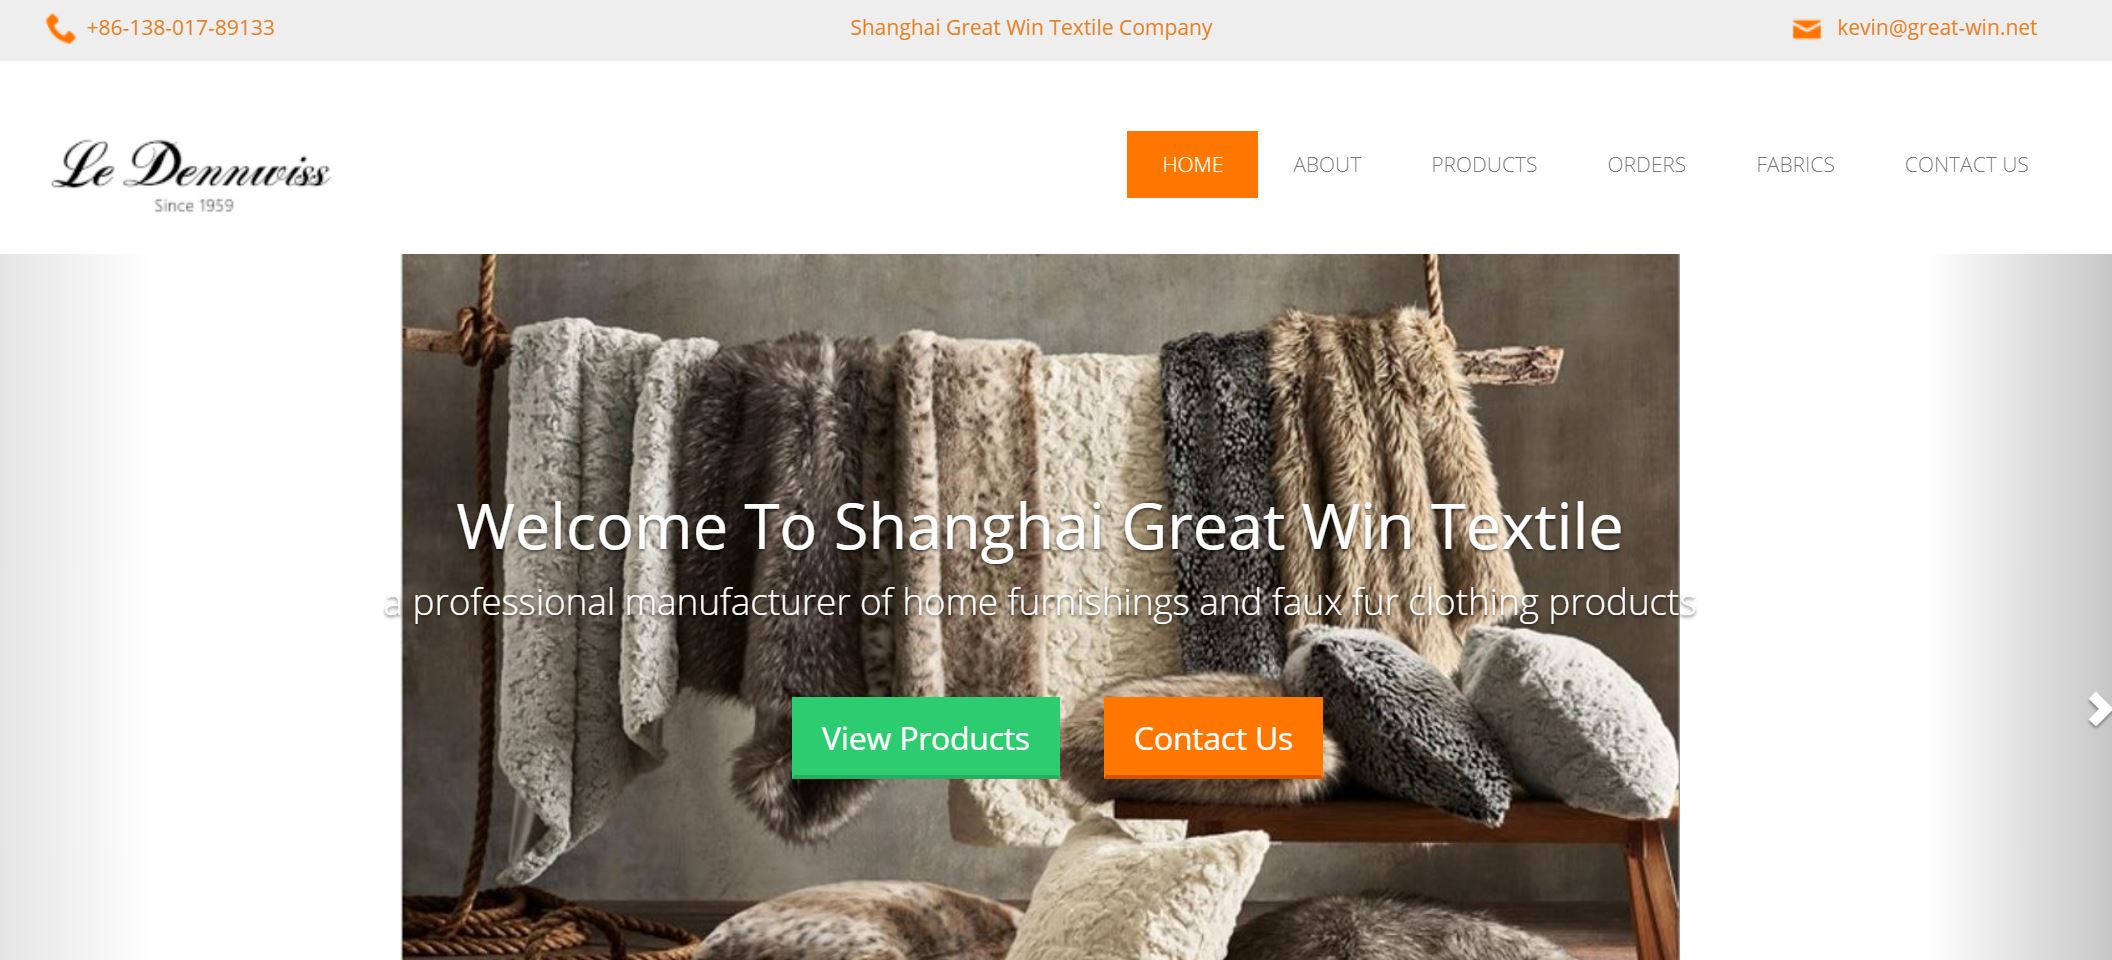 +86-138-017-89133
Shanghai Great Win Textile Company
kevin@great-win.net
Le Dennwiss
Since 1959
HOME
ABOUT
PRODUCTS
ORDERS
FABRICS
CONTACT US
Welcome To Shanghai Great Win Textile
a professional manufacturer of home furnishings and faux fur clothing products
View Products
Contact Us